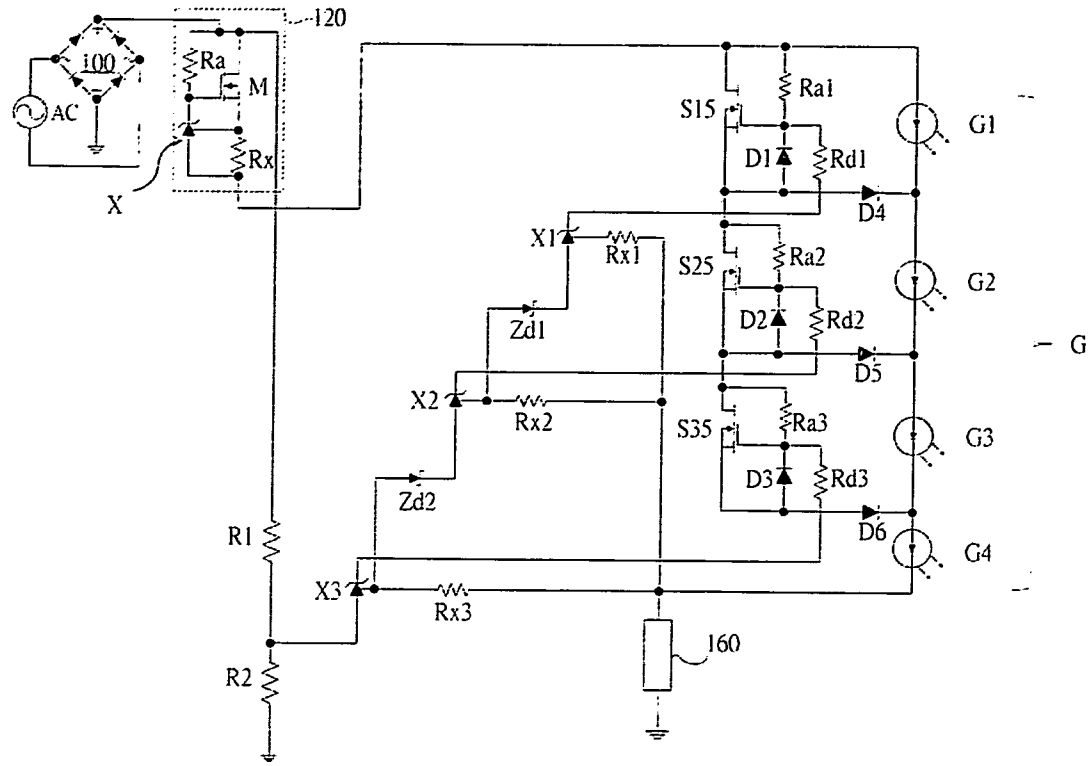 120
100
Ra
M
AC
Rx
X
Ra1
S15
G1
D1
Rd1
D4
X1
Rx1
Ra2
S25
G2
Zd1
D2
Rd2
G
D5
X2
Rx2
Ra3
S35
G3
Zd2
D3
Rd3
R1
D6
G4
X3
Rx3
160
R2